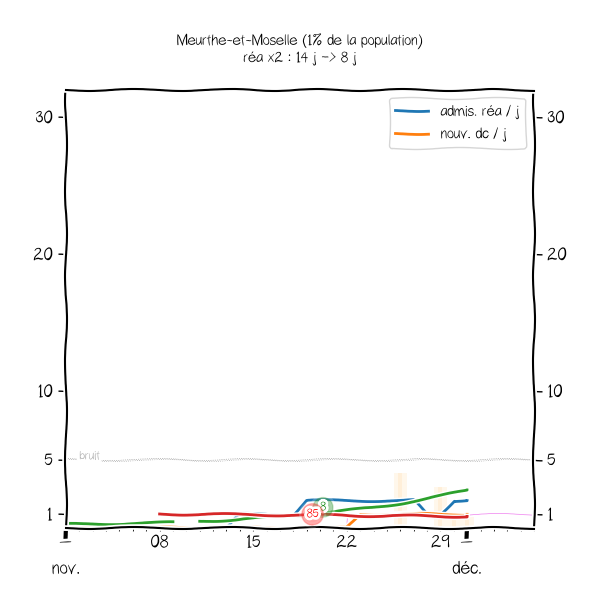 Meurthe-et-Moselle (1% de la population)
réa x2 : 14 j -> 8 j
admis. réa / j
nouv. dc / j
30
30
20
20
10
10
bruit
5
5
8
85
1
1
08
15
22
29
nov.
déc.